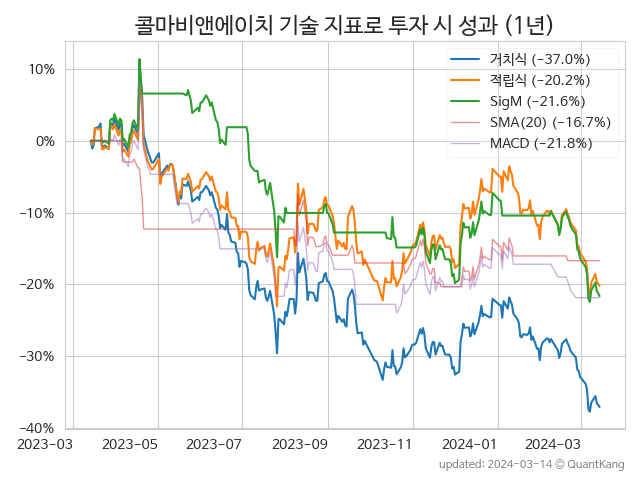 콜마비앤에이치 기술 지표로 투자 시 성과 (1년)
거치식 (−37.0%)
적립식 (−20.2%)
SigM (−21.6%)
SMA(20) (−16.7%)
MACD (−21.8%)
10%
0%
−10%
−20%
−30%
−40%
2023-03 2023-05 2023-07 2023-09 2023-11 2024-01 2024-03
updated: 2024-03-14 © QuantKang